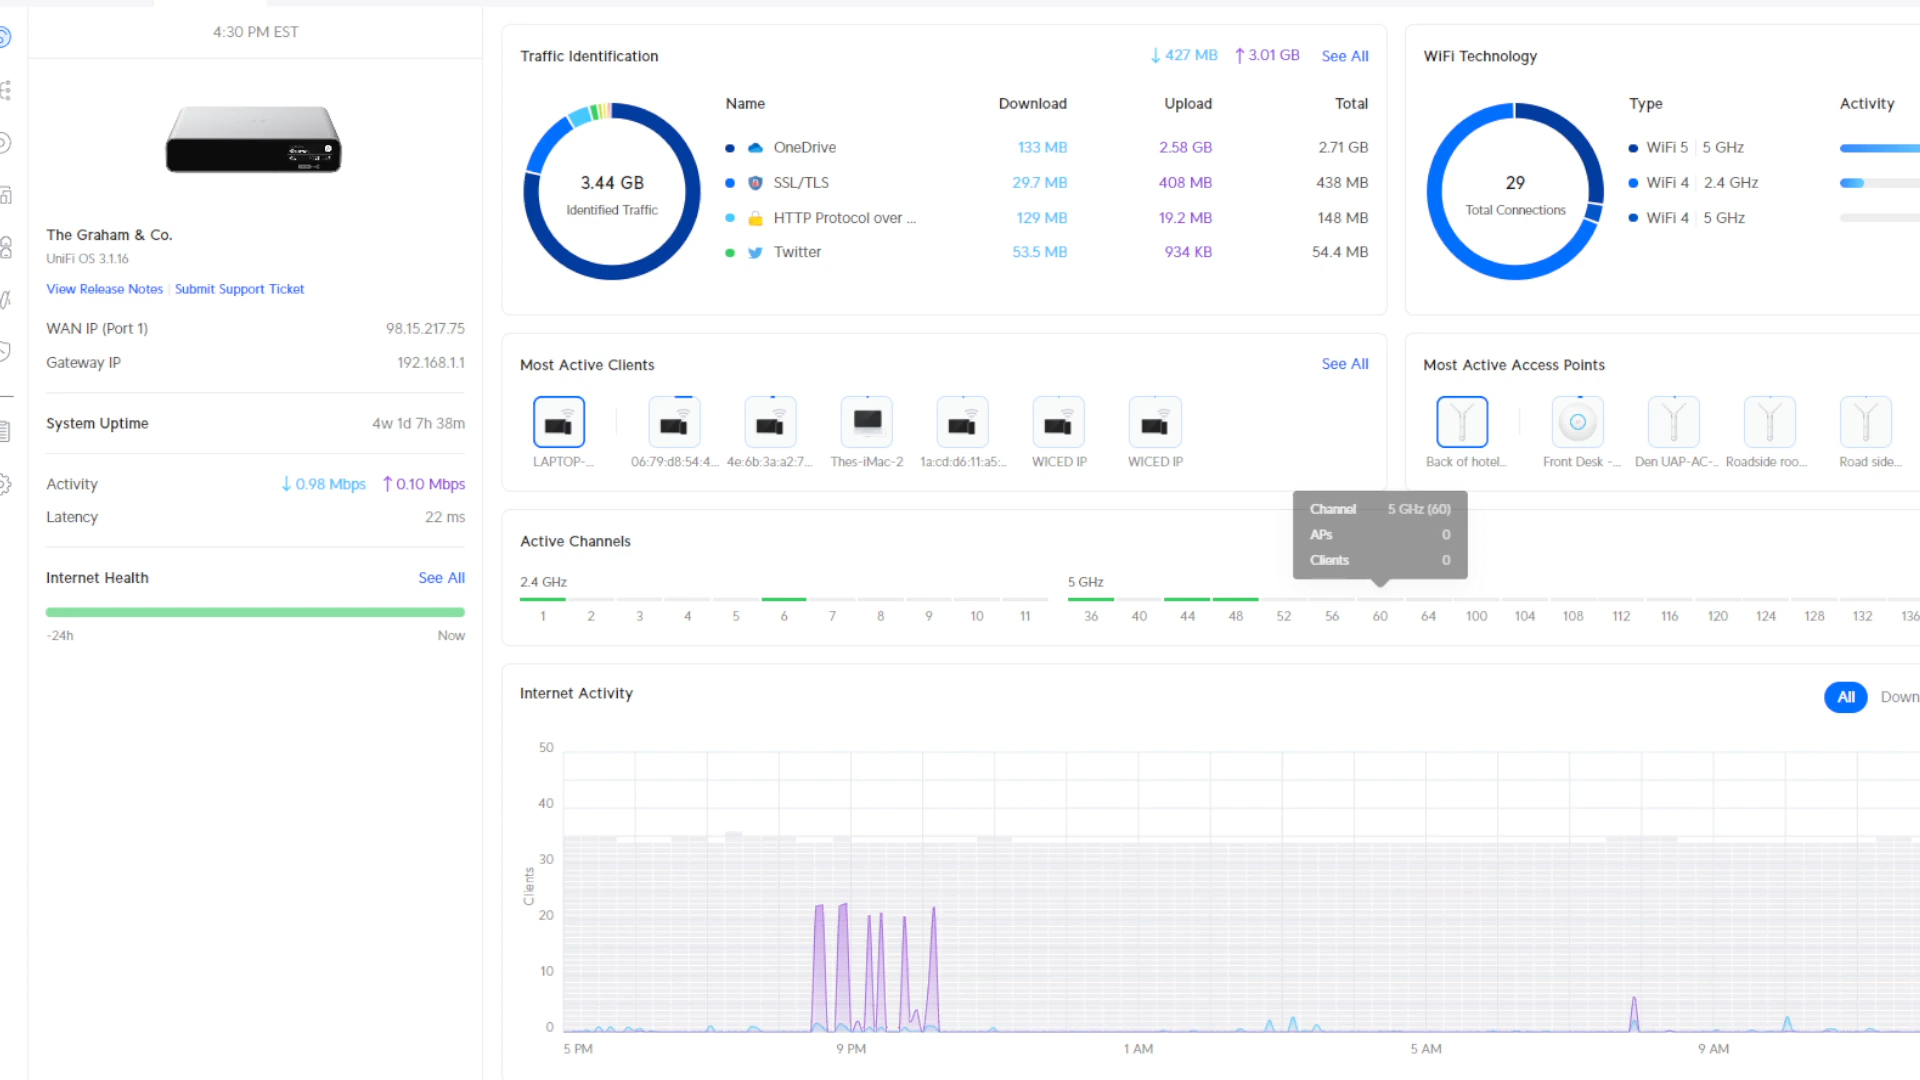 4:30 PM EST
The Graham & Co.
UniFi OS 3.1.16
View Release Notes | Submit Support Ticket
WAN IP (Port 1) 98.15.217.75
Gateway IP 192.168.1.1
System Uptime 4w 1d 7h 38m
Activity ↓ 0.98 Mbps ↑ 0.10 Mbps
Latency 22 ms
Internet Health See All
-24h Now
Traffic Identification ↓ 427 MB ↑ 3.01 GB See All
3.44 GB
Identified Traffic
Name Download Upload Total
OneDrive 133 MB 2.58 GB 2.71 GB
SSL/TLS 29.7 MB 408 MB 438 MB
HTTP Protocol over ... 129 MB 19.2 MB 148 MB
Twitter 53.5 MB 934 KB 54.4 MB
WiFi Technology
29
Total Connections
Type Activity
WiFi 5 | 5 GHz
WiFi 4 | 2.4 GHz
WiFi 4 | 5 GHz
Most Active Clients See All
LAPTOP-... 06:79:d8:54:4... 4e:6b:3a:a2:7... Thes-iMac-2 1a:cd:d6:11:a5:... WICED IP WICED IP
Most Active Access Points
Back of hotel... Front Desk -... Den UAP-AC-... Roadside roo... Road side...
Channel 5 GHz (60)
APs 0
Clients 0
Active Channels
2.4 GHz
1 2 3 4 5 6 7 8 9 10 11
5 GHz
36 40 44 48 52 56 60 64 100 104 108 112 116 120 124 128 132 136
Internet Activity
All Down
Clients
50
40
30
20
10
0
5 PM 9 PM 1 AM 5 AM 9 AM